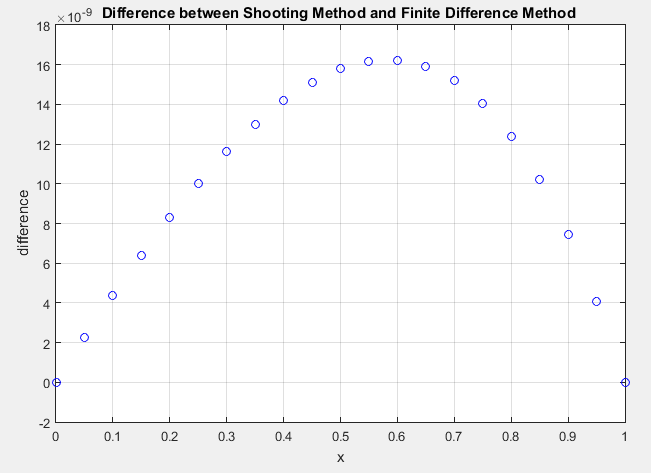 ×10⁻⁹ Difference between Shooting Method and Finite Difference Method
18
16
14
12
10
8
6
4
2
0
-2
difference
0 0.1 0.2 0.3 0.4 0.5 0.6 0.7 0.8 0.9 1
x